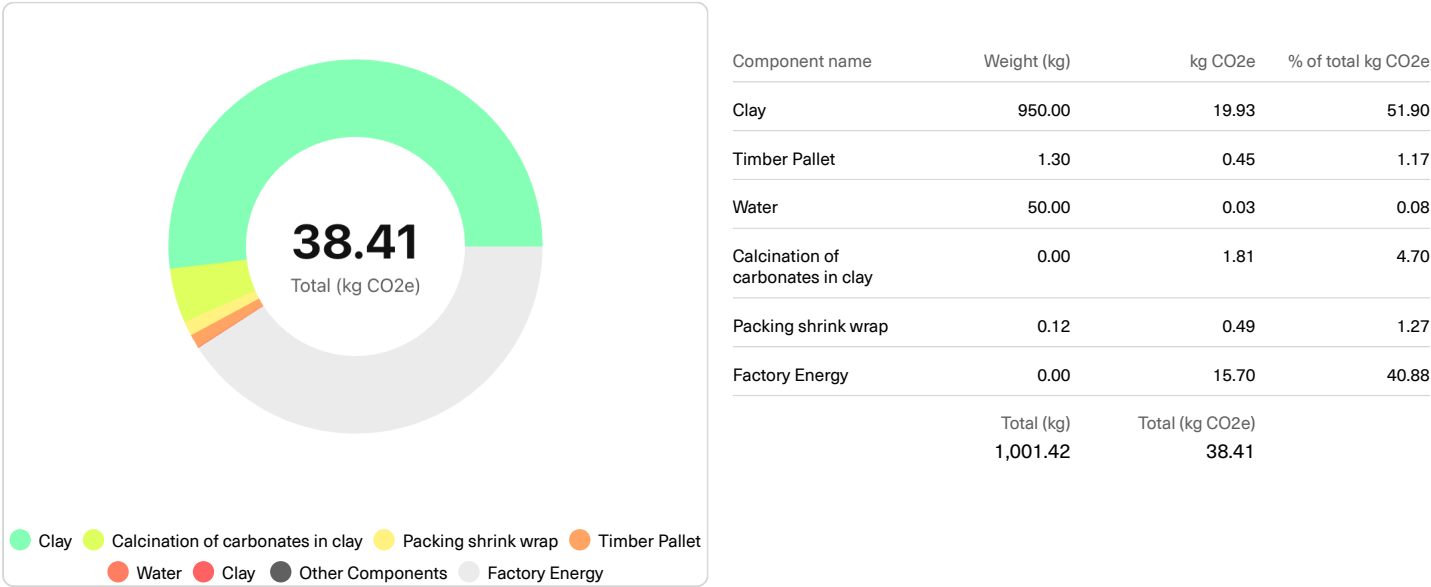 38.41
Total (kg CO2e)
Clay Calcination of carbonates in clay Packing shrink wrap Timber Pallet
Water Clay Other Components Factory Energy
Component name Weight (kg) kg CO2e % of total kg CO2e
Clay 950.00 19.93 51.90
Timber Pallet 1.30 0.45 1.17
Water 50.00 0.03 0.08
Calcination of 0.00 1.81 4.70
carbonates in clay
Packing shrink wrap 0.12 0.49 1.27
Factory Energy 0.00 15.70 40.88
Total (kg) Total (kg CO2e)
1,001.42 38.41